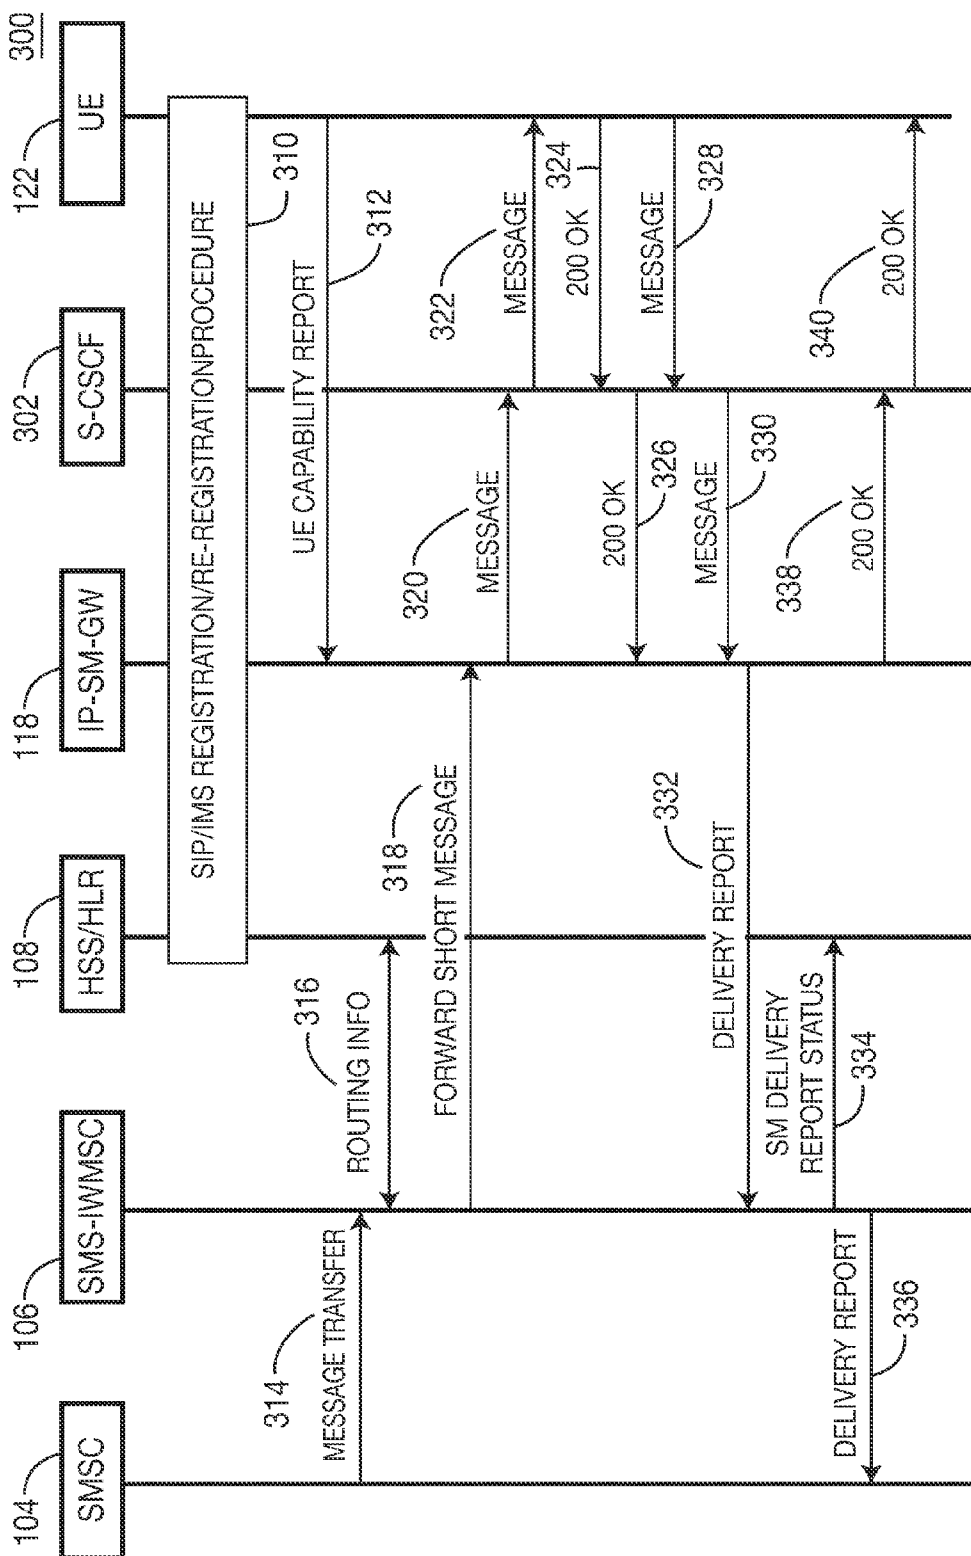 300
104
SMSC
106
SMS-IWMSC
108
HSS/HLR
118
IP-SM-GW
302
S-CSCF
122
UE
SIP/IMS REGISTRATION/RE-REGISTRATIONPROCEDURE
310
UE CAPABILITY REPORT
312
314
MESSAGE TRANSFER
316
ROUTING INFO
318
FORWARD SHORT MESSAGE
320
MESSAGE
322
MESSAGE
324
200 OK
326
200 OK
328
MESSAGE
330
MESSAGE
332
DELIVERY REPORT
SM DELIVERY
REPORT STATUS
334
DELIVERY REPORT
336
338
200 OK
340
200 OK